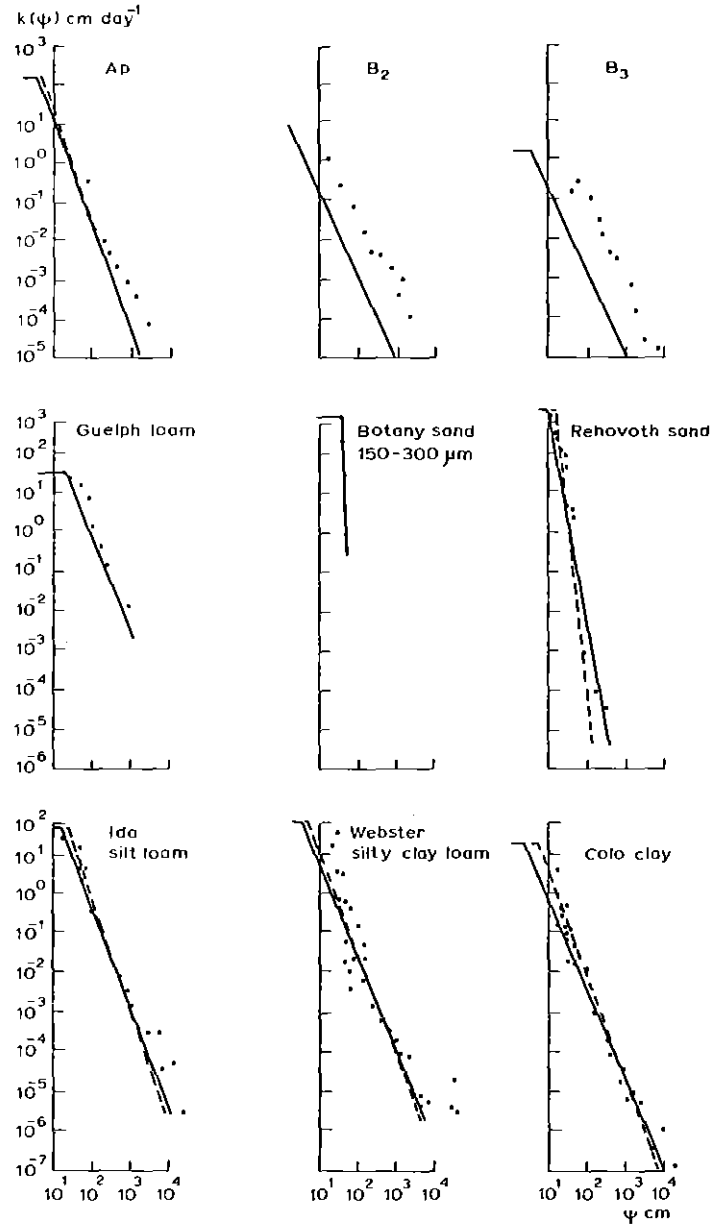 k(ψ) cm day⁻¹
10³
10¹
10⁰
10⁻¹
10⁻²
10⁻³
10⁻⁴
10⁻⁵
Ap
B₂
B₃
10³
10²
10¹
10⁰
10⁻¹
10⁻²
10⁻³
10⁻⁴
10⁻⁵
10⁻⁶
Guelph loam
Botany sand
150-300 μm
Rehovoth sand
10²
10¹
10⁰
10⁻¹
10⁻²
10⁻³
10⁻⁴
10⁻⁵
10⁻⁶
10⁻⁷
Ida
silt loam
Webster
silty clay loam
Colo clay
10¹ 10² 10³ 10⁴
10¹ 10² 10³ 10⁴
10¹ 10² 10³ 10⁴
ψ cm